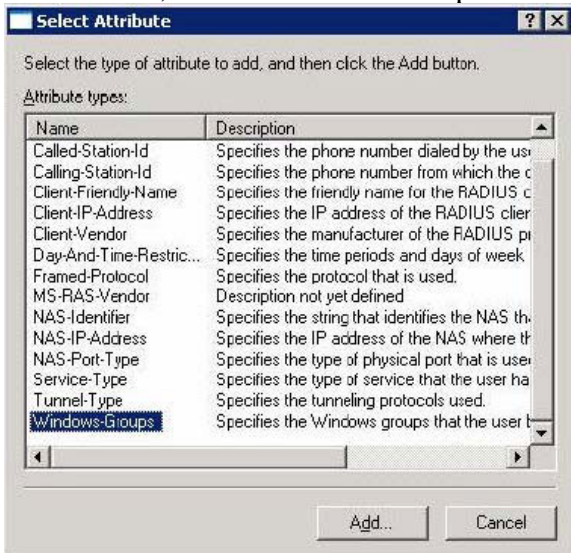 Select Attribute
Select the type of attribute to add, and then click the Add button.
Attribute types:
Name Description
Called-Station-Id Specifies the phone number dialed by the use
Calling-Station-Id Specifies the phone number from which the c
Client-Friendly-Name Specifies the friendly name for the RADIUS c
Client-IP-Address Specifies the IP address of the RADIUS clier
Client-Vendor Specifies the manufacturer of the RADIUS pr
Day-And-Time-Restric... Specifies the time periods and days of week
Framed-Protocol Specifies the protocol that is used.
MS-RAS-Vendor Description not yet defined
NAS-Identifier Specifies the string that identifies the NAS tha
NAS-IP-Address Specifies the IP address of the NAS where th
NAS-Port-Type Specifies the type of physical port that is used
Service-Type Specifies the type of service that the user ha
Tunnel-Type Specifies the tunneling protocols used.
Windows-Groups Specifies the Windows groups that the user b
Add... Cancel